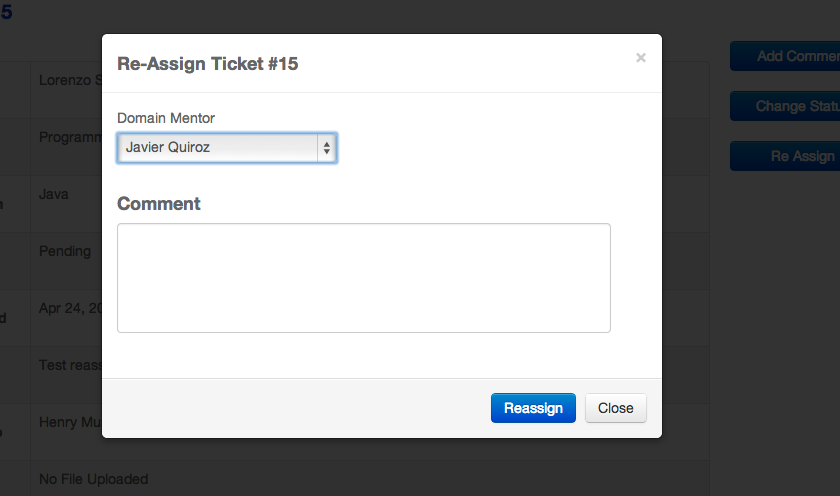 5
Re-Assign Ticket #15
×
Domain Mentor
Javier Quiroz
Comment
Reassign
Close
Lorenzo S
Java
Pending
Apr 24, 20
Test reass
Henry Mu
No File Uploaded
Add Commen
Change Statu
Re Assign